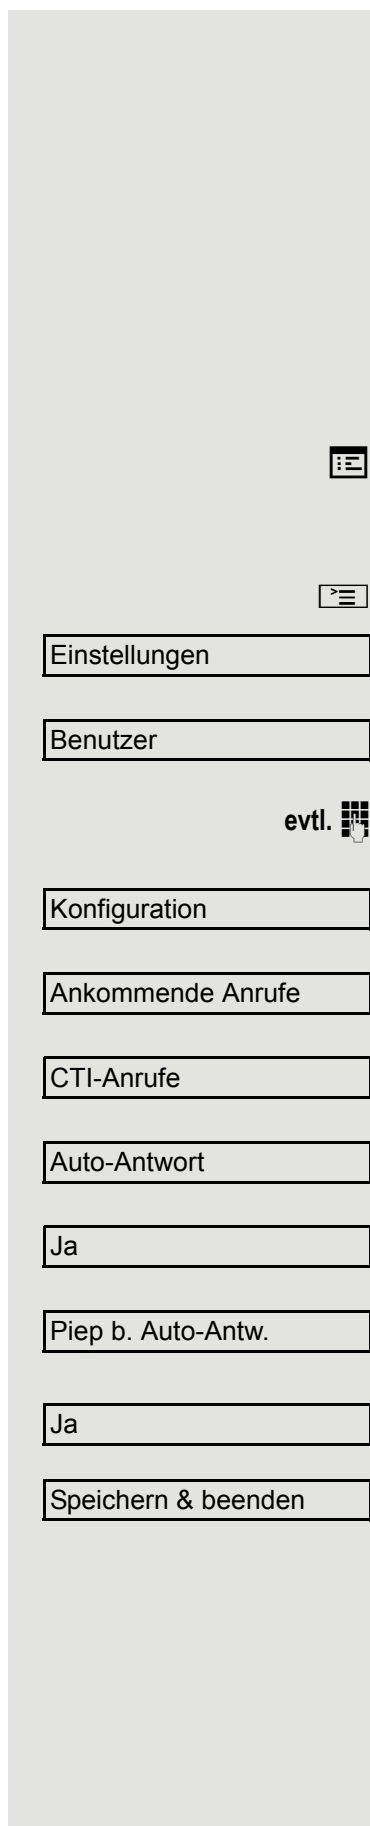 Einstellungen
Benutzer
evtl.
Konfiguration
Ankommende Anrufe
CTI-Anrufe
Auto-Antwort
Ja
Piep b. Auto-Antw.
Ja
Speichern & beenden